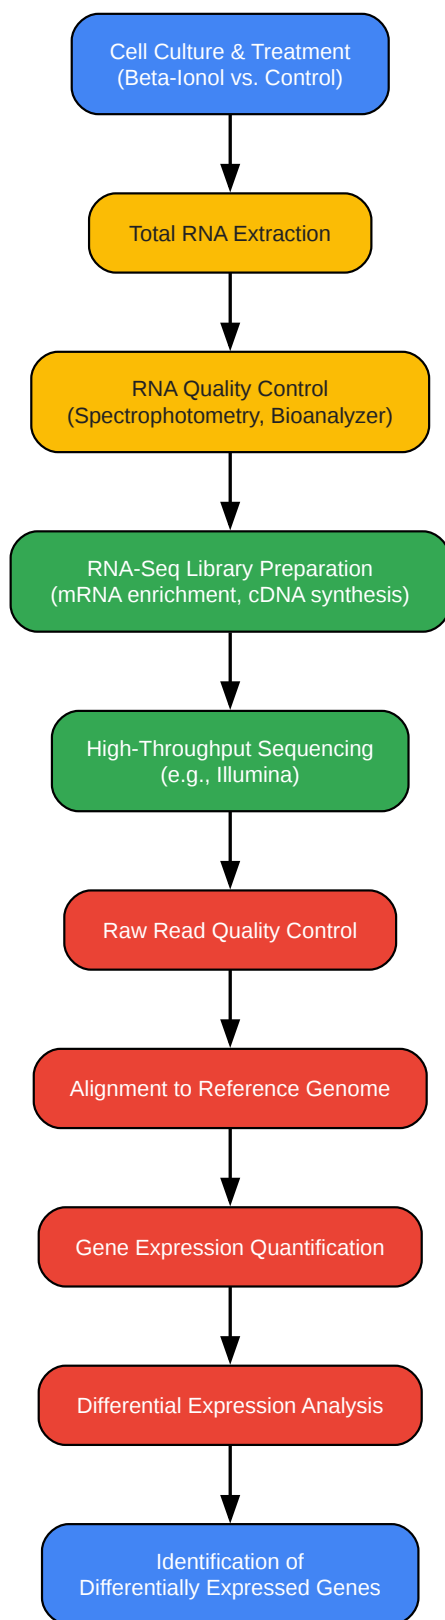 Cell Culture & Treatment
(Beta-Ionol vs. Control)
Total RNA Extraction
RNA Quality Control
(Spectrophotometry, Bioanalyzer)
RNA-Seq Library Preparation
(mRNA enrichment, cDNA synthesis)
High-Throughput Sequencing
(e.g., Illumina)
Raw Read Quality Control
Alignment to Reference Genome
Gene Expression Quantification
Differential Expression Analysis
Identification of
Differentially Expressed Genes